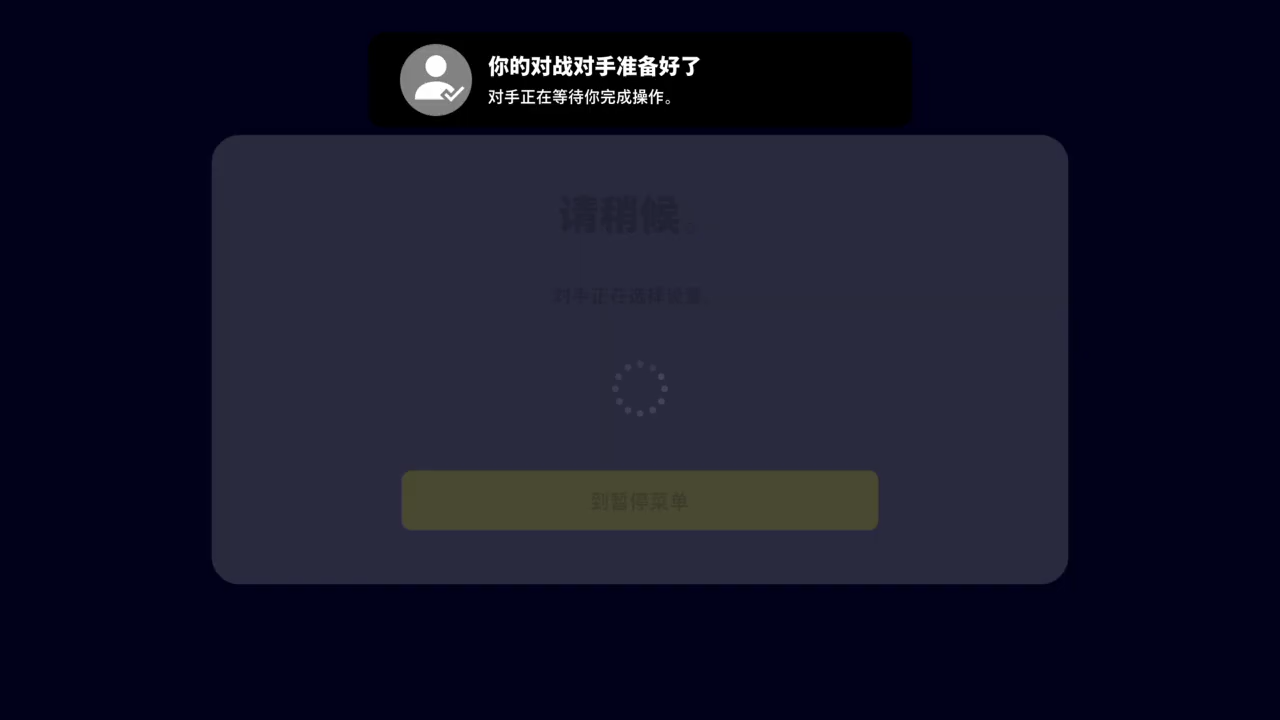 你的对战对手准备好了
对手正在等待你完成操作。
请稍候。
对手正在选择设置。
到暂停菜单